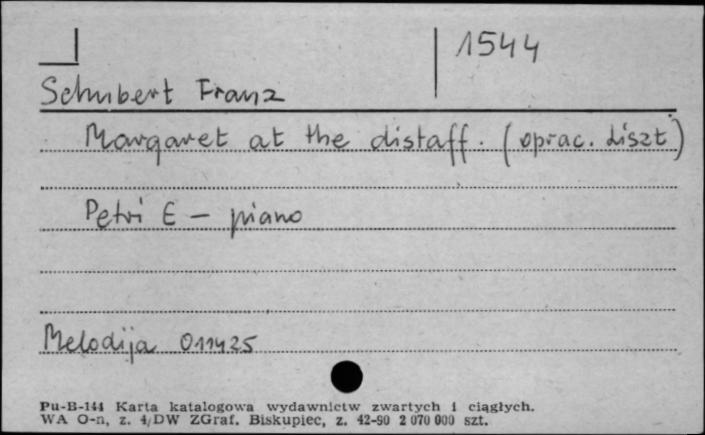 1544
Schubert Franz
Margaret at the distaff. (oprac. Liszt)
Petri E - piano
Melodija 011425
Pu-B-144 Karta katalogowa wydawnictw zwartych i ciągłych.
WA O-n, z. 4/DW ZGraf. Biskupiec, z. 42-90 2 070 000 szt.